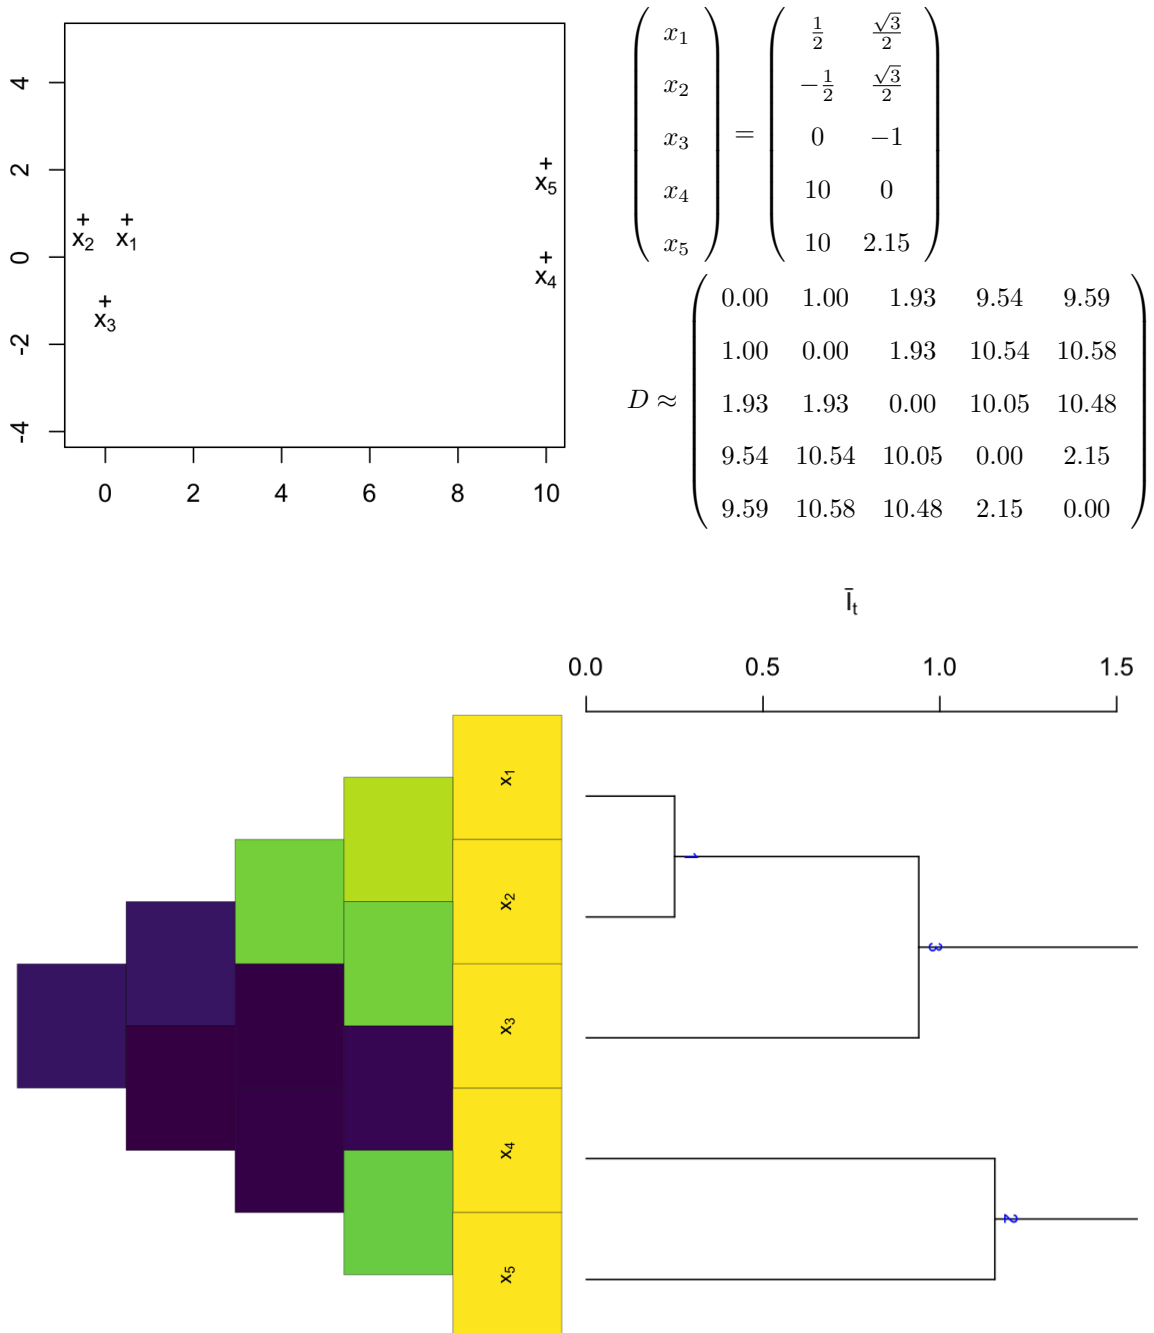 4
2
0
-2
-4
0 2 4 6 8 10
x₂ x₁
x₃
x₅
x₄
x₁ ½ √3/2
x₂ -½ √3/2
x₃ = 0 −1
x₄ 10 0
x₅ 10 2.15
0.00 1.00 1.93 9.54 9.59
1.00 0.00 1.93 10.54 10.58
D ≈ 1.93 1.93 0.00 10.05 10.48
9.54 10.54 10.05 0.00 2.15
9.59 10.58 10.48 2.15 0.00
Īₜ
0.0 0.5 1.0 1.5
x₁
x₂
x₃
x₄
x₅
1
3
2